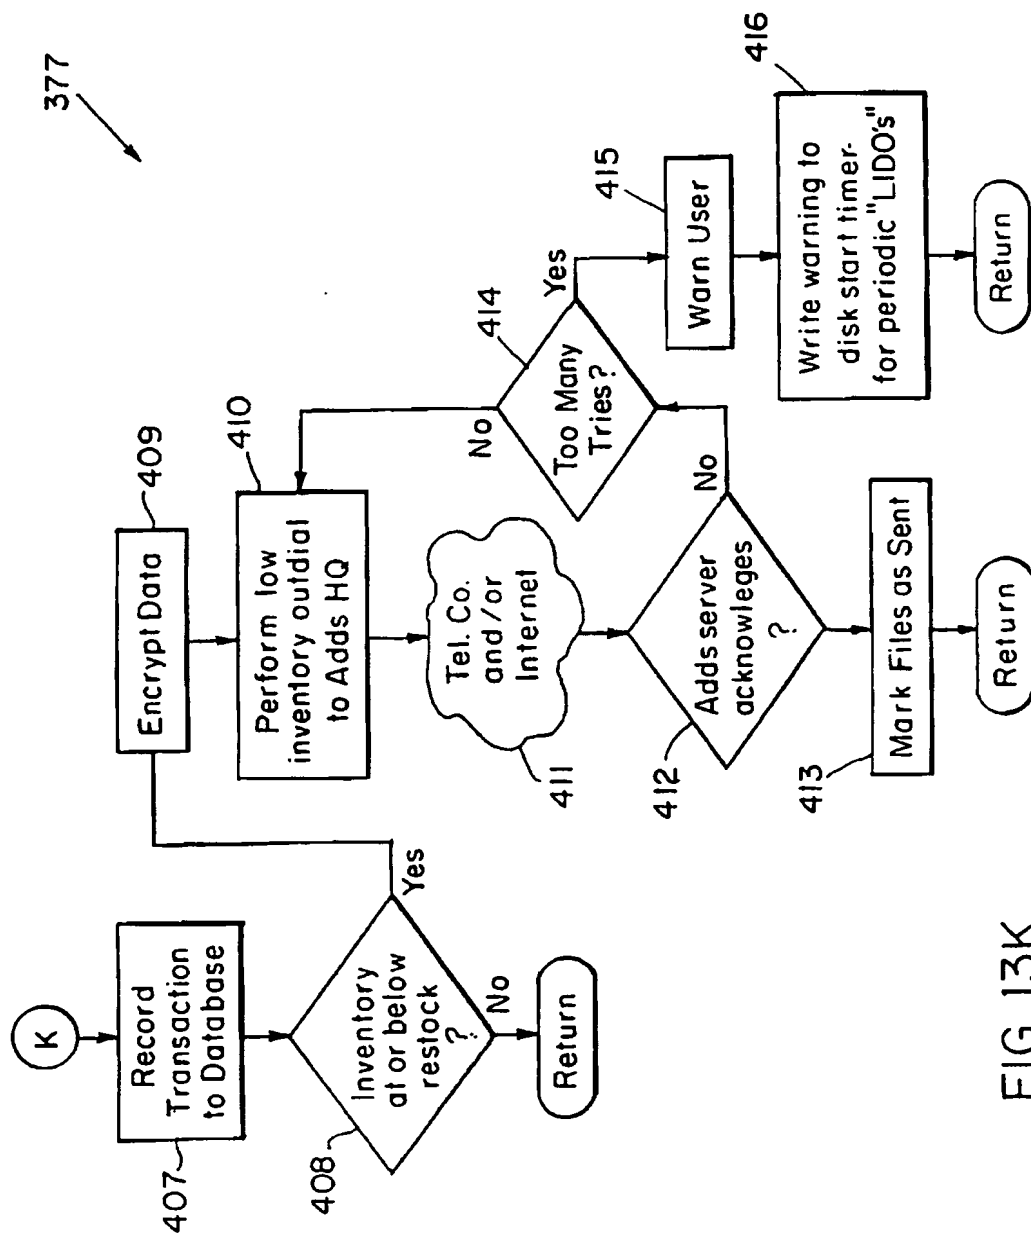 377
K
Record
Transaction
to Database
407
Inventory
at or below
restock
?
408
Yes
No
Return
Encrypt Data
409
Perform low
inventory outdial
to Adds HQ
410
Tel. Co.
and/or
Internet
411
Adds server
acknowleges
?
412
No
Mark Files as Sent
413
Return
Too Many
Tries?
414
No
Yes
Warn User
415
Write warning to
disk start timer-
for periodic "LIDO's"
416
Return
FIG. 13K